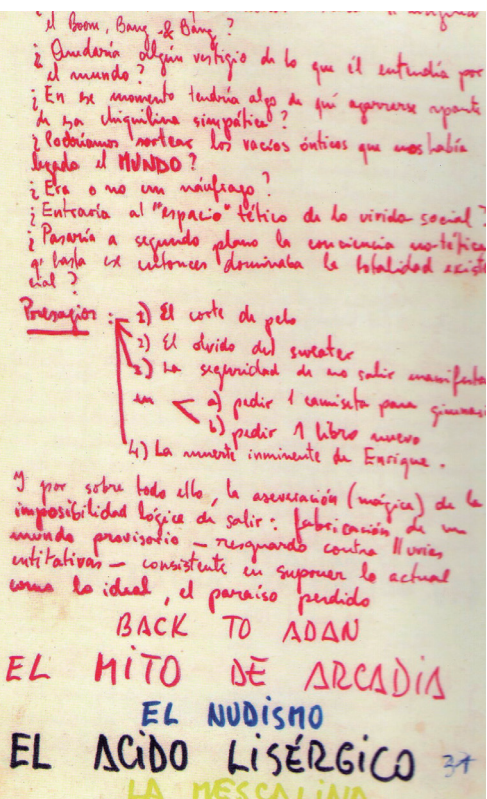 el Boom, Bang & Bang ?
¿ Quedaría algún vestigio de lo que él entendía por
el mundo ?
¿ En ese momento tendría algo de qué agarrarse aparte
de esa chiquilina simpática ?
¿ Podríamos sortear los vacíos ónticos que nos había
legado el MUNDO ?
¿ Era o no un náufrago ?
¿ Entraría al "espacio" tético de lo vivido social ?
¿ Pasaría a segundo plano la conciencia no-tética
q' hasta ese entonces dominaba la totalidad existen
cial ?
Presagios : 1) El corte de pelo
2) El olvido del sweater
3) La seguridad de no salir manifestada
en a) pedir 1 camiseta para gimnasia
b) pedir 1 libro nuevo
4) La muerte inminente de Enrique .
Y por sobre todo ello, la aseveración (mágica) de la
imposibilidad lógica de salir : fabricación de un
mundo provisorio — resguardo contra lluvias
entitativas — consistente en suponer lo actual
como lo ideal, el paraíso perdido
BACK TO ADAN
EL MITO DE ARCADIA
EL NUDISMO
EL ACIDO LISÉRGICO 31
LA MESCALINA